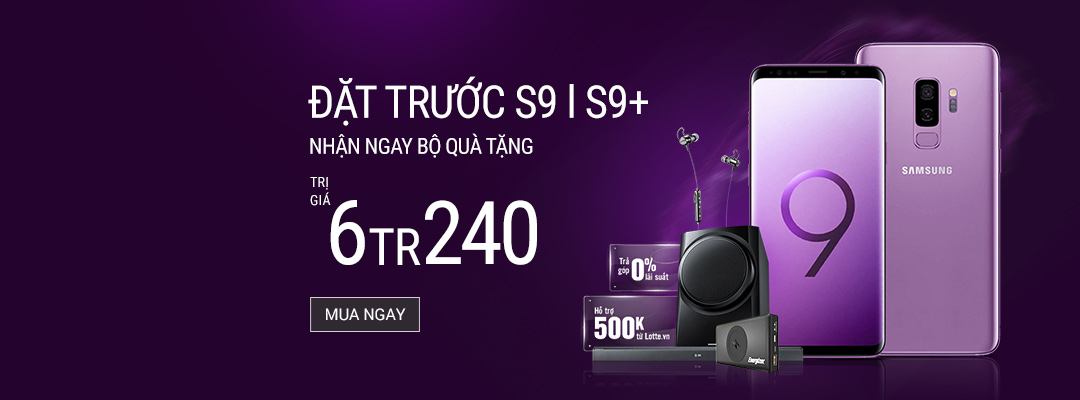 ĐẶT TRƯỚC S9 | S9+
NHẬN NGAY BỘ QUÀ TẶNG
TRỊ
GIÁ
6TR240
MUA NGAY
Trả
góp
0%
lãi suất
Hỗ trợ
500K
từ Lotte.vn
Energizer
9
SAMSUNG